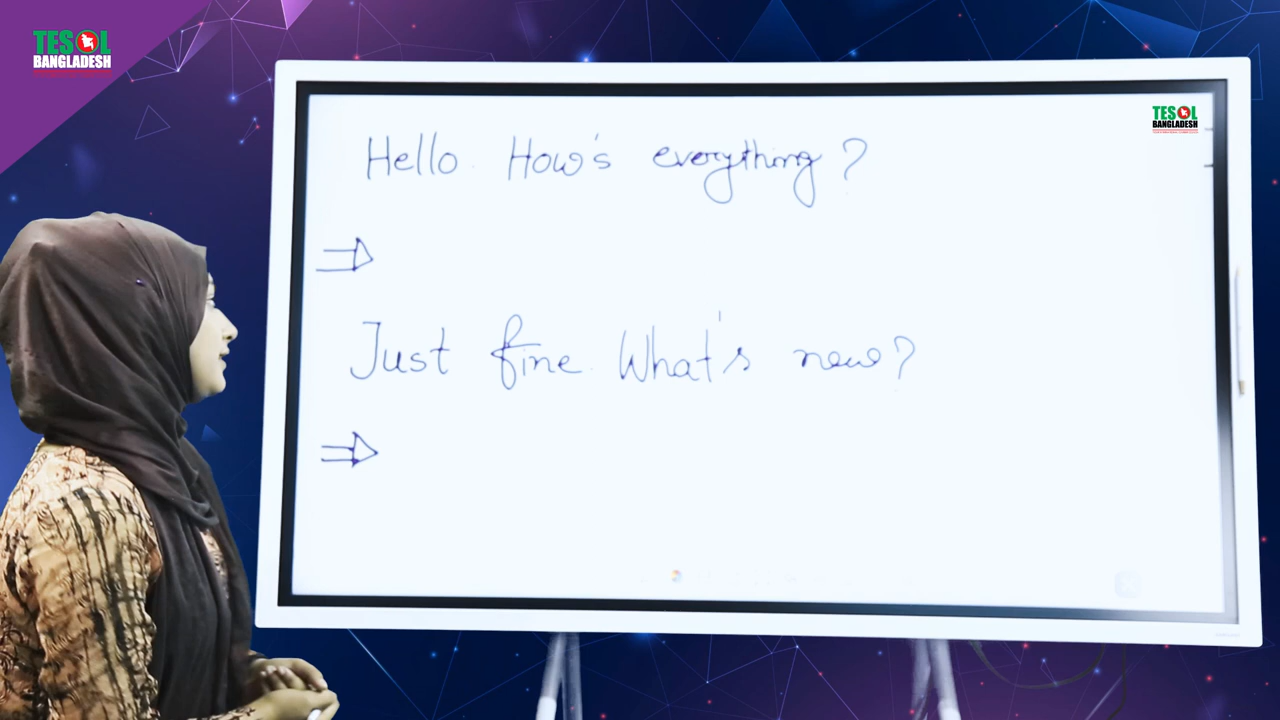 TESOL
BANGLADESH
TESOL
BANGLADESH
Hello. How's everything?
Just fine. What's new?